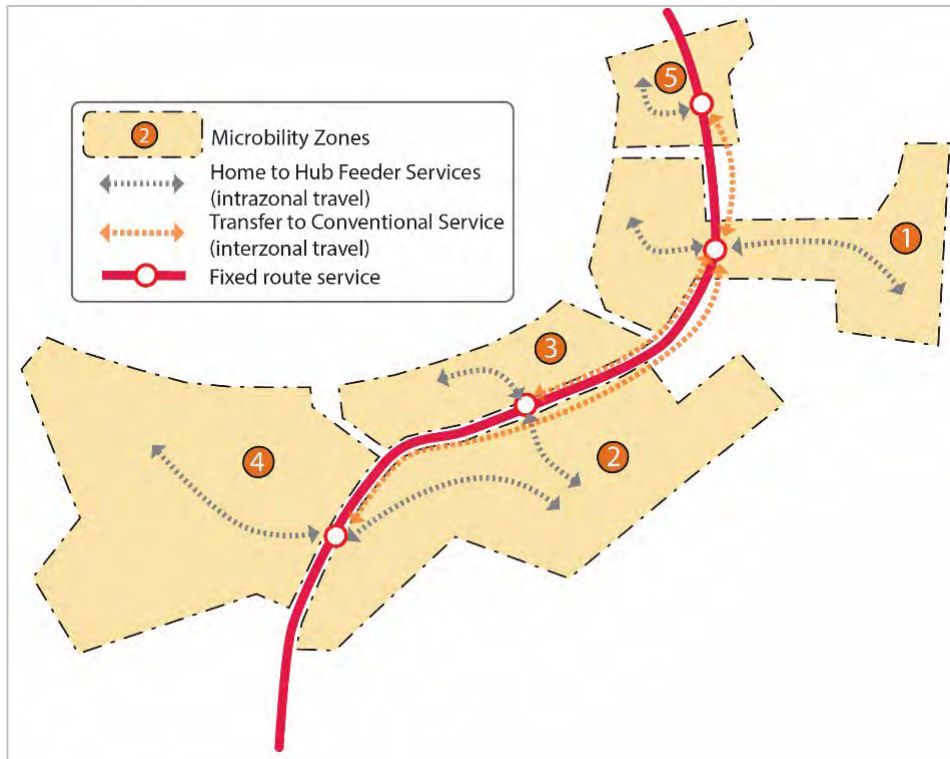 5
2 Microbility Zones
Home to Hub Feeder Services
(intrazonal travel)
Transfer to Conventional Service
(interzonal travel)
Fixed route service
1
3
4
2